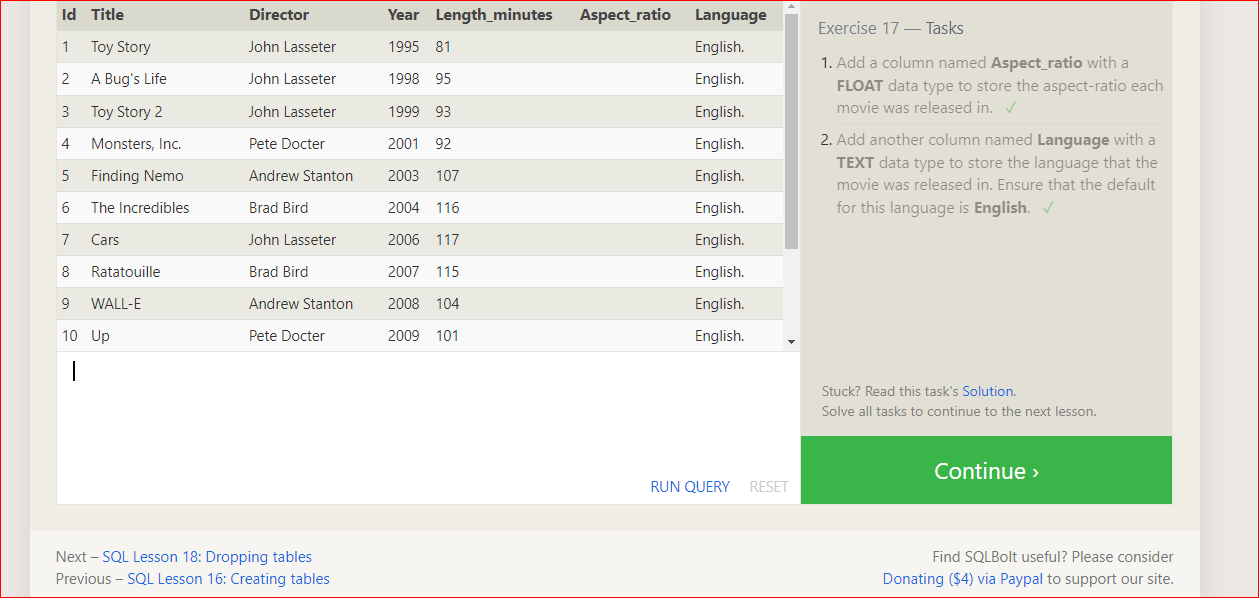 Id Title Director Year Length_minutes Aspect_ratio Language
1 Toy Story John Lasseter 1995 81 English.
2 A Bug's Life John Lasseter 1998 95 English.
3 Toy Story 2 John Lasseter 1999 93 English.
4 Monsters, Inc. Pete Docter 2001 92 English.
5 Finding Nemo Andrew Stanton 2003 107 English.
6 The Incredibles Brad Bird 2004 116 English.
7 Cars John Lasseter 2006 117 English.
8 Ratatouille Brad Bird 2007 115 English.
9 WALL-E Andrew Stanton 2008 104 English.
10 Up Pete Docter 2009 101 English.
RUN QUERY RESET
Exercise 17 — Tasks
1. Add a column named Aspect_ratio with a
FLOAT data type to store the aspect-ratio each
movie was released in. ✓
2. Add another column named Language with a
TEXT data type to store the language that the
movie was released in. Ensure that the default
for this language is English. ✓
Stuck? Read this task's Solution.
Solve all tasks to continue to the next lesson.
Continue ›
Next – SQL Lesson 18: Dropping tables
Previous – SQL Lesson 16: Creating tables
Find SQLBolt useful? Please consider
Donating ($4) via Paypal to support our site.